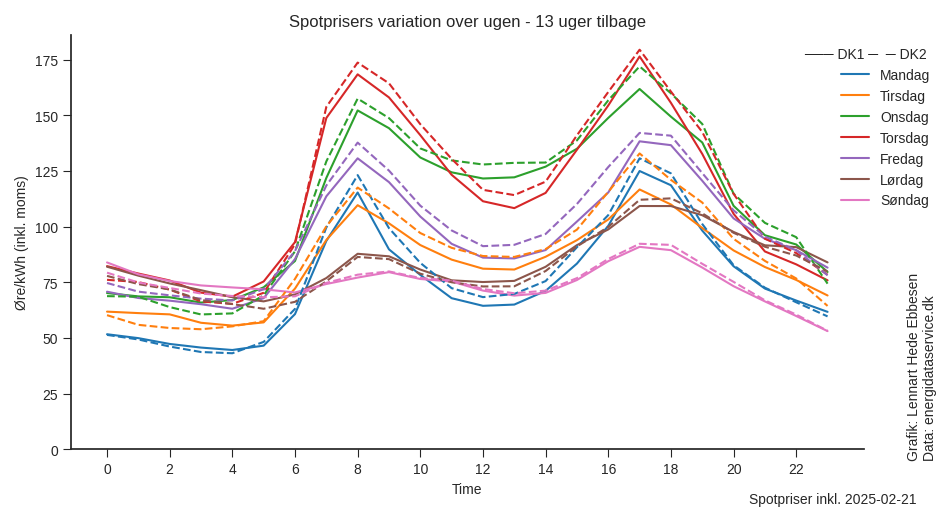 Spotprisers variation over ugen - 13 uger tilbage
Øre/kWh (inkl. moms)
175
150
125
100
75
50
25
0
0 2 4 6 8 10 12 14 16 18 20 22
Time
DK1 DK2
Mandag
Tirsdag
Onsdag
Torsdag
Fredag
Lørdag
Søndag
Grafik: Lennart Hede Ebbesen
Data: energidataservice.dk
Spotpriser inkl. 2025-02-21